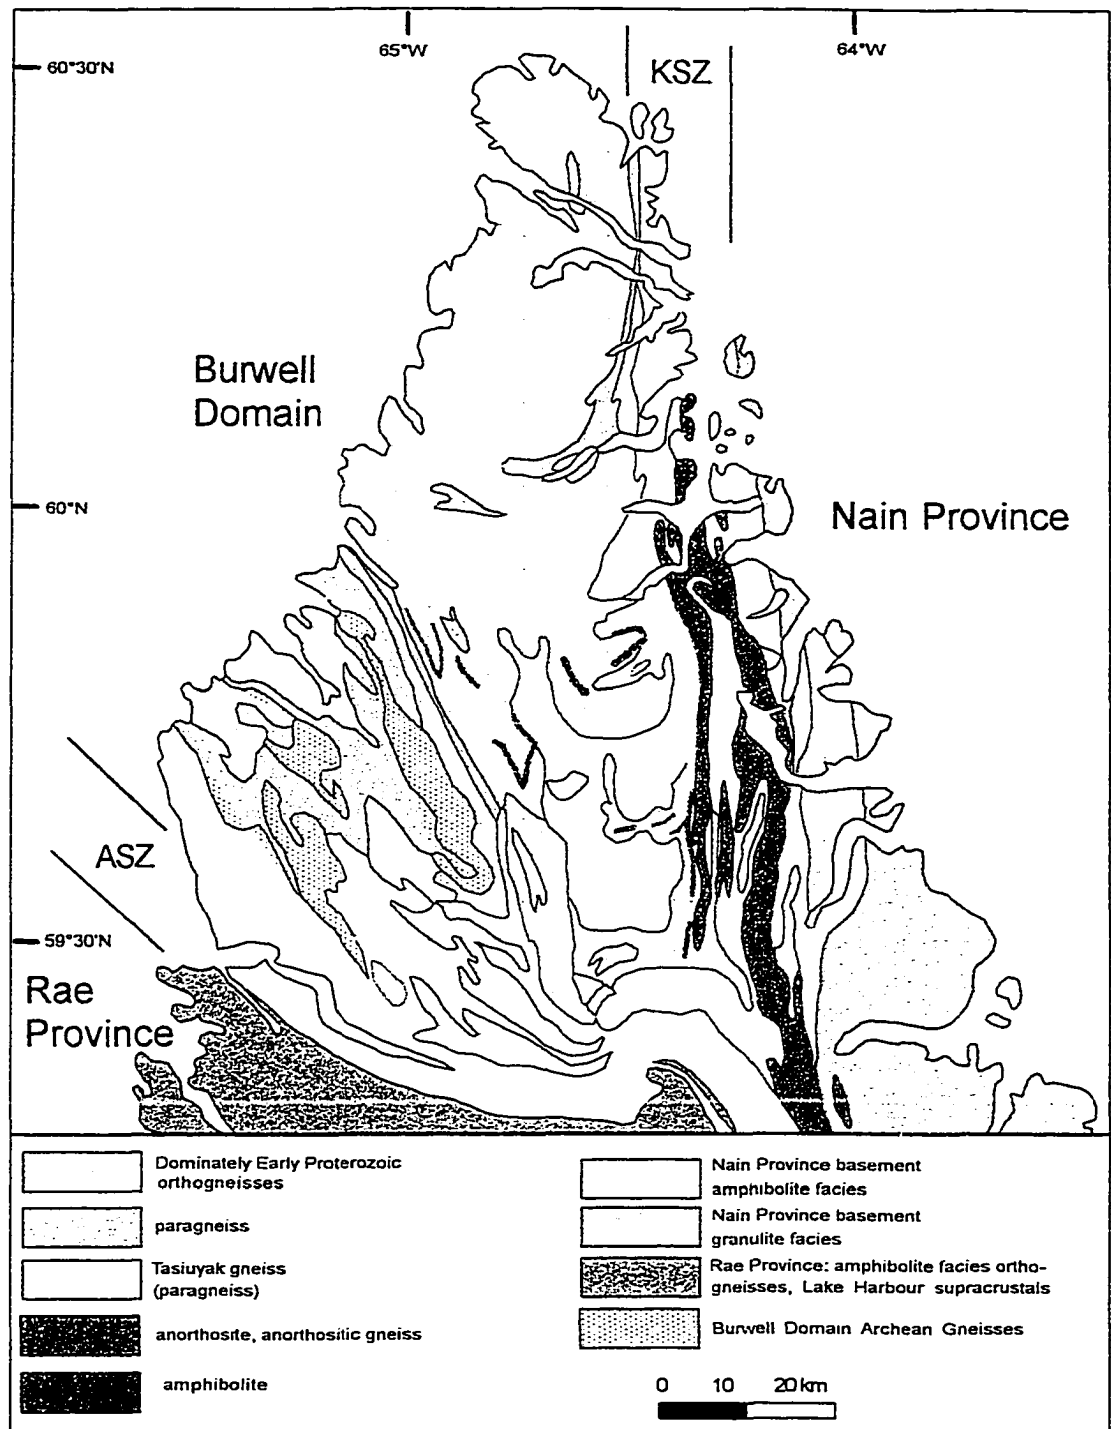 65°W
64°W
60°30'N
KSZ
Burwell
Domain
60°N
Nain Province
ASZ
59°30'N
Rae
Province
Dominately Early Proterozoic
orthogneisses
paragneiss
Tasiuyak gneiss
(paragneiss)
anorthosite, anorthositic gneiss
amphibolite
Nain Province basement
amphibolite facies
Nain Province basement
granulite facies
Rae Province: amphibolite facies ortho-
gneisses, Lake Harbour supracrustals
Burwell Domain Archean Gneisses
0 10 20 km